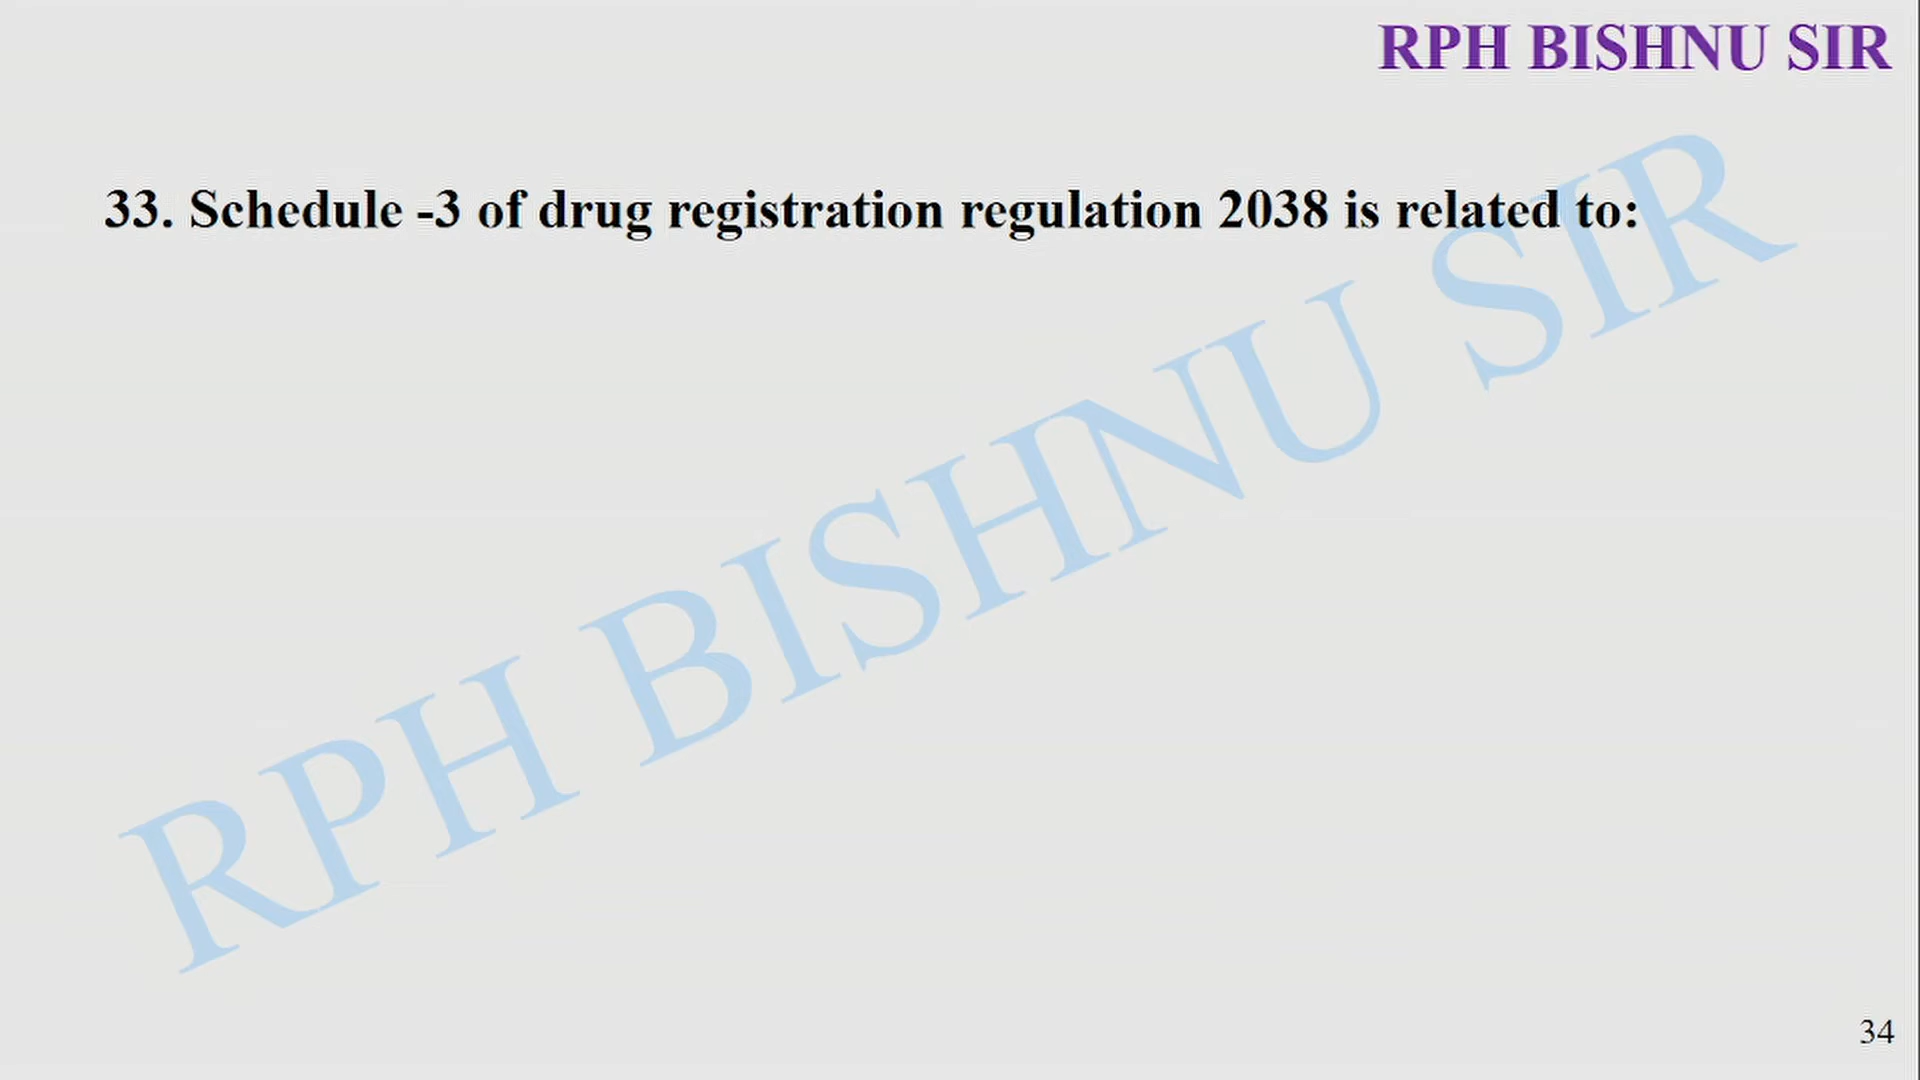 RPH BISHNU SIR
33. Schedule -3 of drug registration regulation 2038 is related to:
RPH BISHNU SIR
34